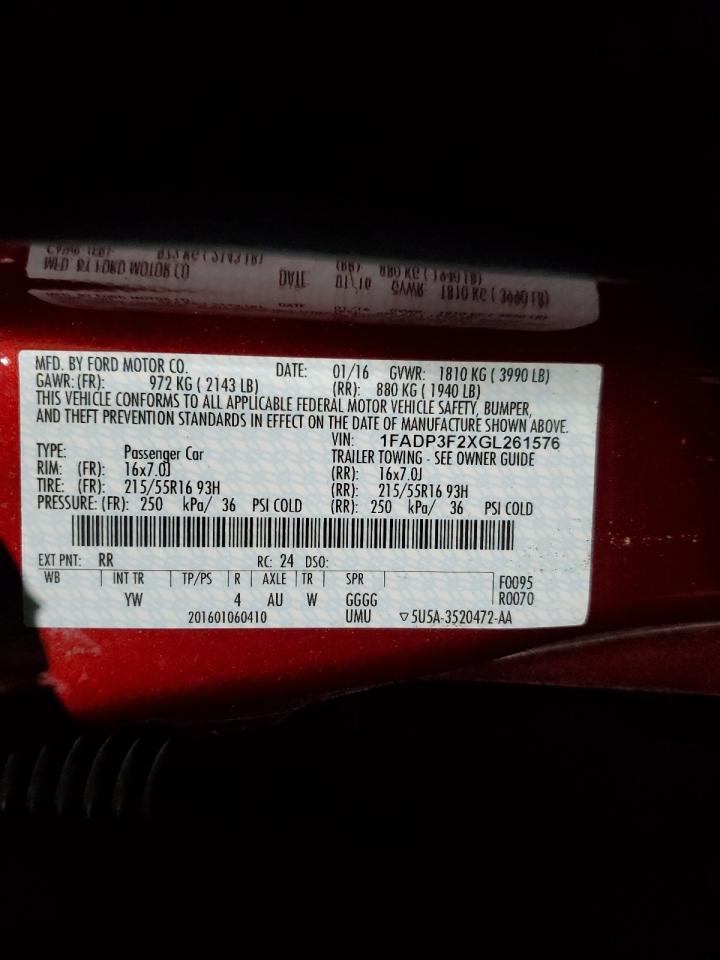 MFD. BY FORD MOTOR CO. DATE: 01/16 GVWR: 1810 KG ( 3990 LB)
GAWR: (FR): 972 KG ( 2143 LB) (RR): 880 KG ( 1940 LB)
THIS VEHICLE CONFORMS TO ALL APPLICABLE FEDERAL MOTOR VEHICLE SAFETY, BUMPER,
AND THEFT PREVENTION STANDARDS IN EFFECT ON THE DATE OF MANUFACTURE SHOWN ABOVE.
VIN: 1FADP3F2XGL261576
TYPE: Passenger Car TRAILER TOWING - SEE OWNER GUIDE
RIM: (FR): 16x7.0J (RR): 16x7.0J
TIRE: (FR): 215/55R16 93H (RR): 215/55R16 93H
PRESSURE: (FR): 250 kPa/ 36 PSI COLD (RR): 250 kPa/ 36 PSI COLD
EXT PNT: RR RC: 24 DSO:
WB INT TR TP/PS R AXLE TR SPR F0095
YW 4 AU W GGGG R0070
201601060410 UMU ▽5U5A-3520472-AA